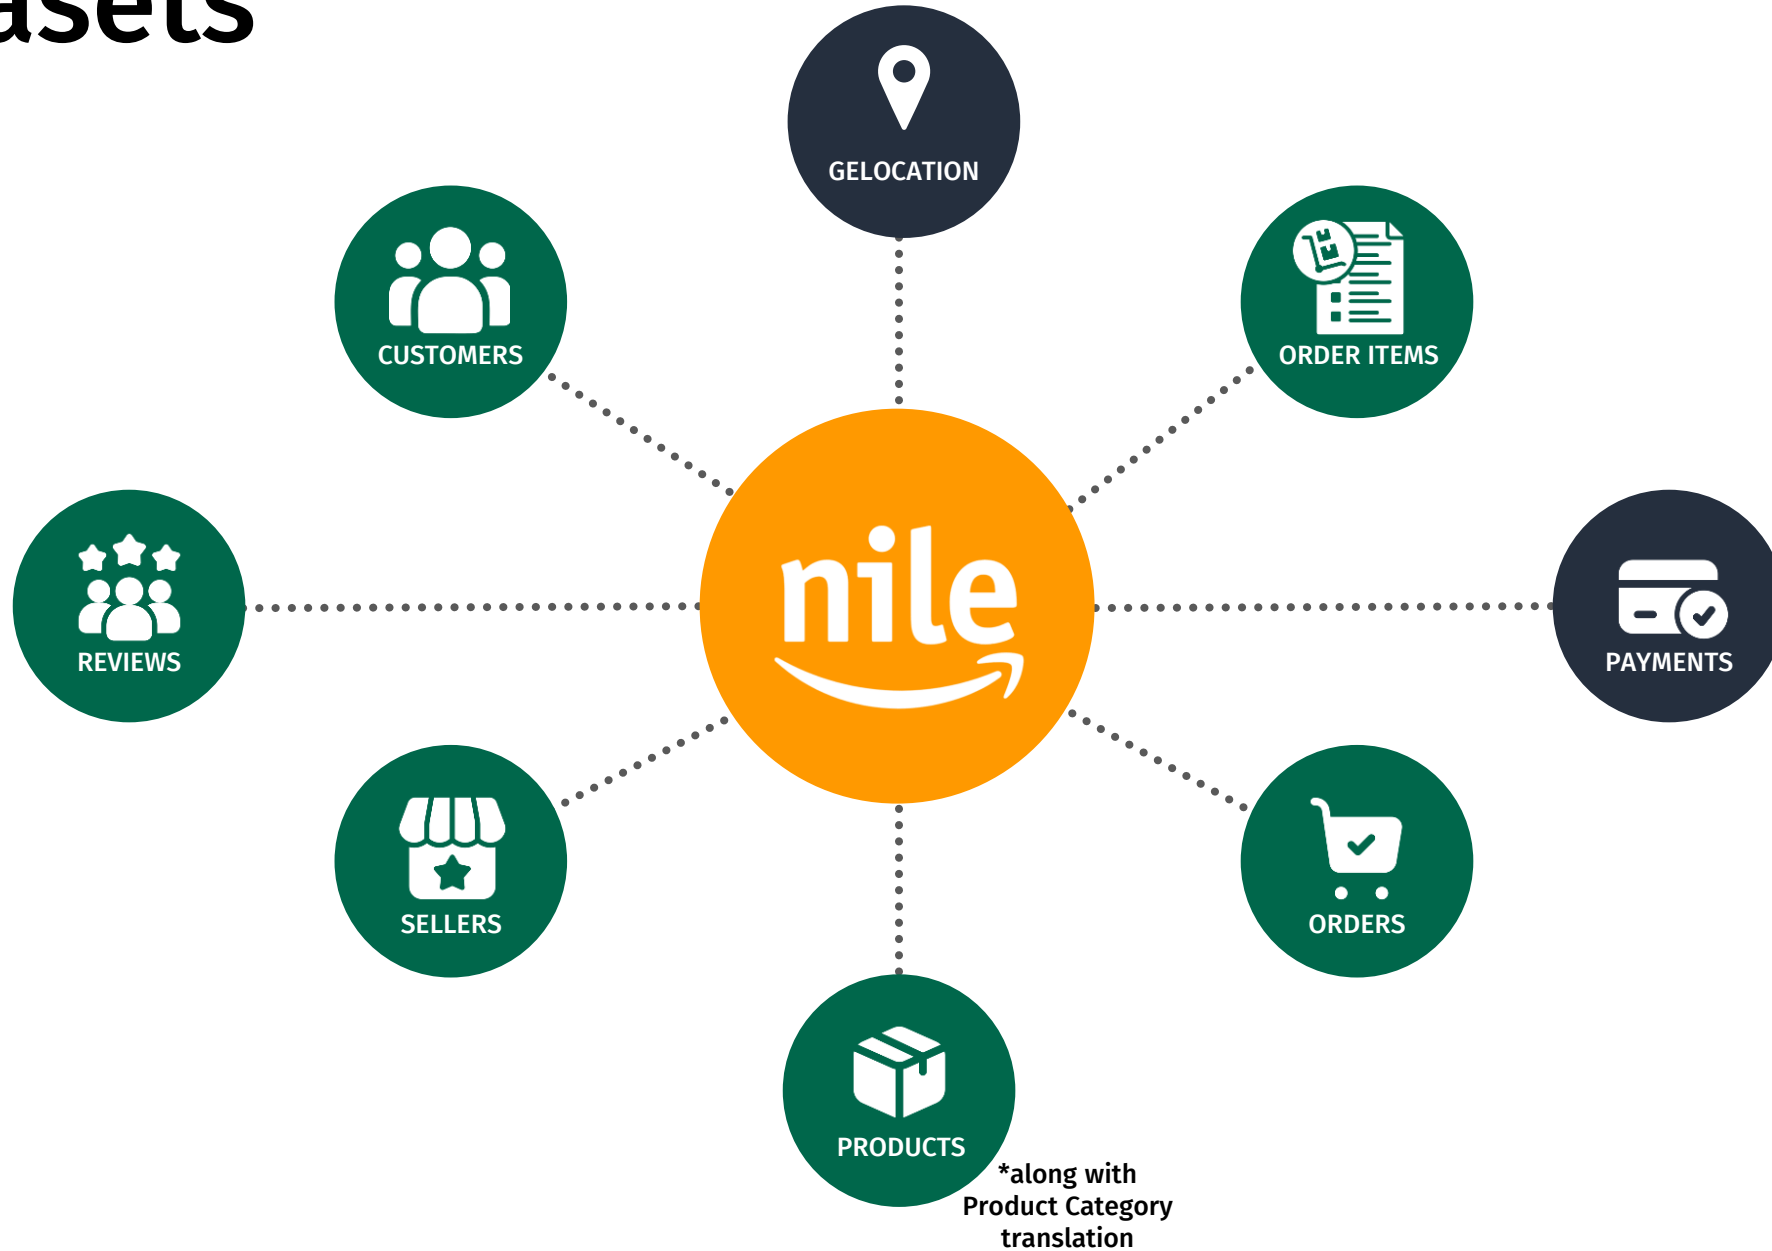 asets
GELOCATION
CUSTOMERS
ORDER ITEMS
nile
REVIEWS
PAYMENTS
SELLERS
ORDERS
PRODUCTS
*along with
Product Category
translation